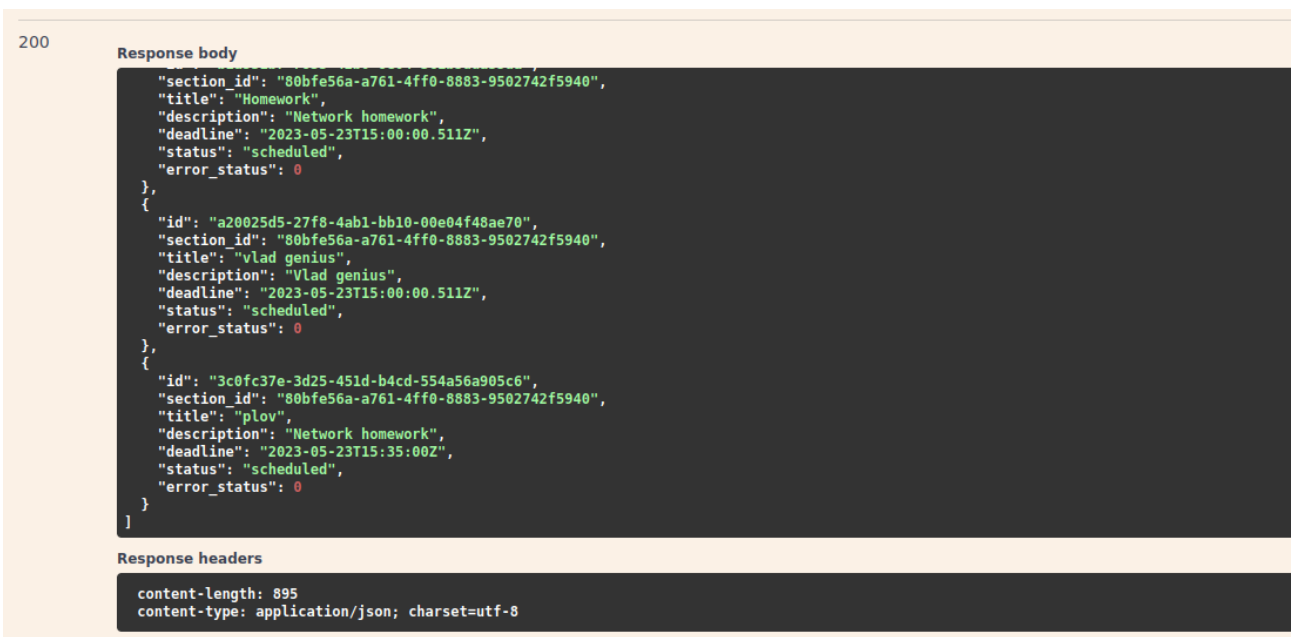 200
Response body
"section_id": "80bfe56a-a761-4ff0-8883-9502742f5940",
"title": "Homework",
"description": "Network homework",
"deadline": "2023-05-23T15:00:00.511Z",
"status": "scheduled",
"error_status": 0
},
{
"id": "a20025d5-27f8-4ab1-bb10-00e04f48ae70",
"section_id": "80bfe56a-a761-4ff0-8883-9502742f5940",
"title": "vlad genius",
"description": "Vlad genius",
"deadline": "2023-05-23T15:00:00.511Z",
"status": "scheduled",
"error_status": 0
},
{
"id": "3c0fc37e-3d25-451d-b4cd-554a56a905c6",
"section_id": "80bfe56a-a761-4ff0-8883-9502742f5940",
"title": "plov",
"description": "Network homework",
"deadline": "2023-05-23T15:35:00Z",
"status": "scheduled",
"error_status": 0
}
]
Response headers
content-length: 895
content-type: application/json; charset=utf-8